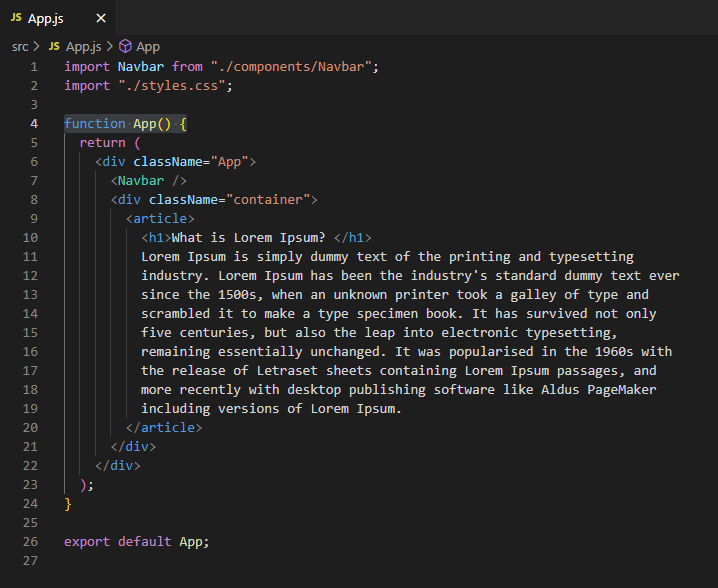 JS App.js ×
src > JS App.js > App
1 import Navbar from "./components/Navbar";
2 import "./styles.css";
3
4 function App() {
5   return (
6     <div className="App">
7       <Navbar />
8       <div className="container">
9         <article>
10           <h1>What is Lorem Ipsum? </h1>
11           Lorem Ipsum is simply dummy text of the printing and typesetting
12           industry. Lorem Ipsum has been the industry's standard dummy text ever
13           since the 1500s, when an unknown printer took a galley of type and
14           scrambled it to make a type specimen book. It has survived not only
15           five centuries, but also the leap into electronic typesetting,
16           remaining essentially unchanged. It was popularised in the 1960s with
17           the release of Letraset sheets containing Lorem Ipsum passages, and
18           more recently with desktop publishing software like Aldus PageMaker
19           including versions of Lorem Ipsum.
20         </article>
21       </div>
22     </div>
23   );
24 }
25
26 export default App;
27